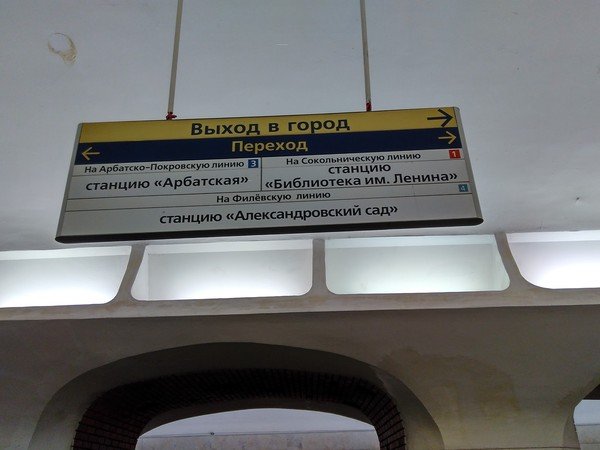 Выход в город
Переход
На Арбатско-Покровскую линию 3
станцию «Арбатская»
На Сокольническую линию 1
станцию
«Библиотека им. Ленина»
На Филёвскую линию 4
станцию «Александровский сад»